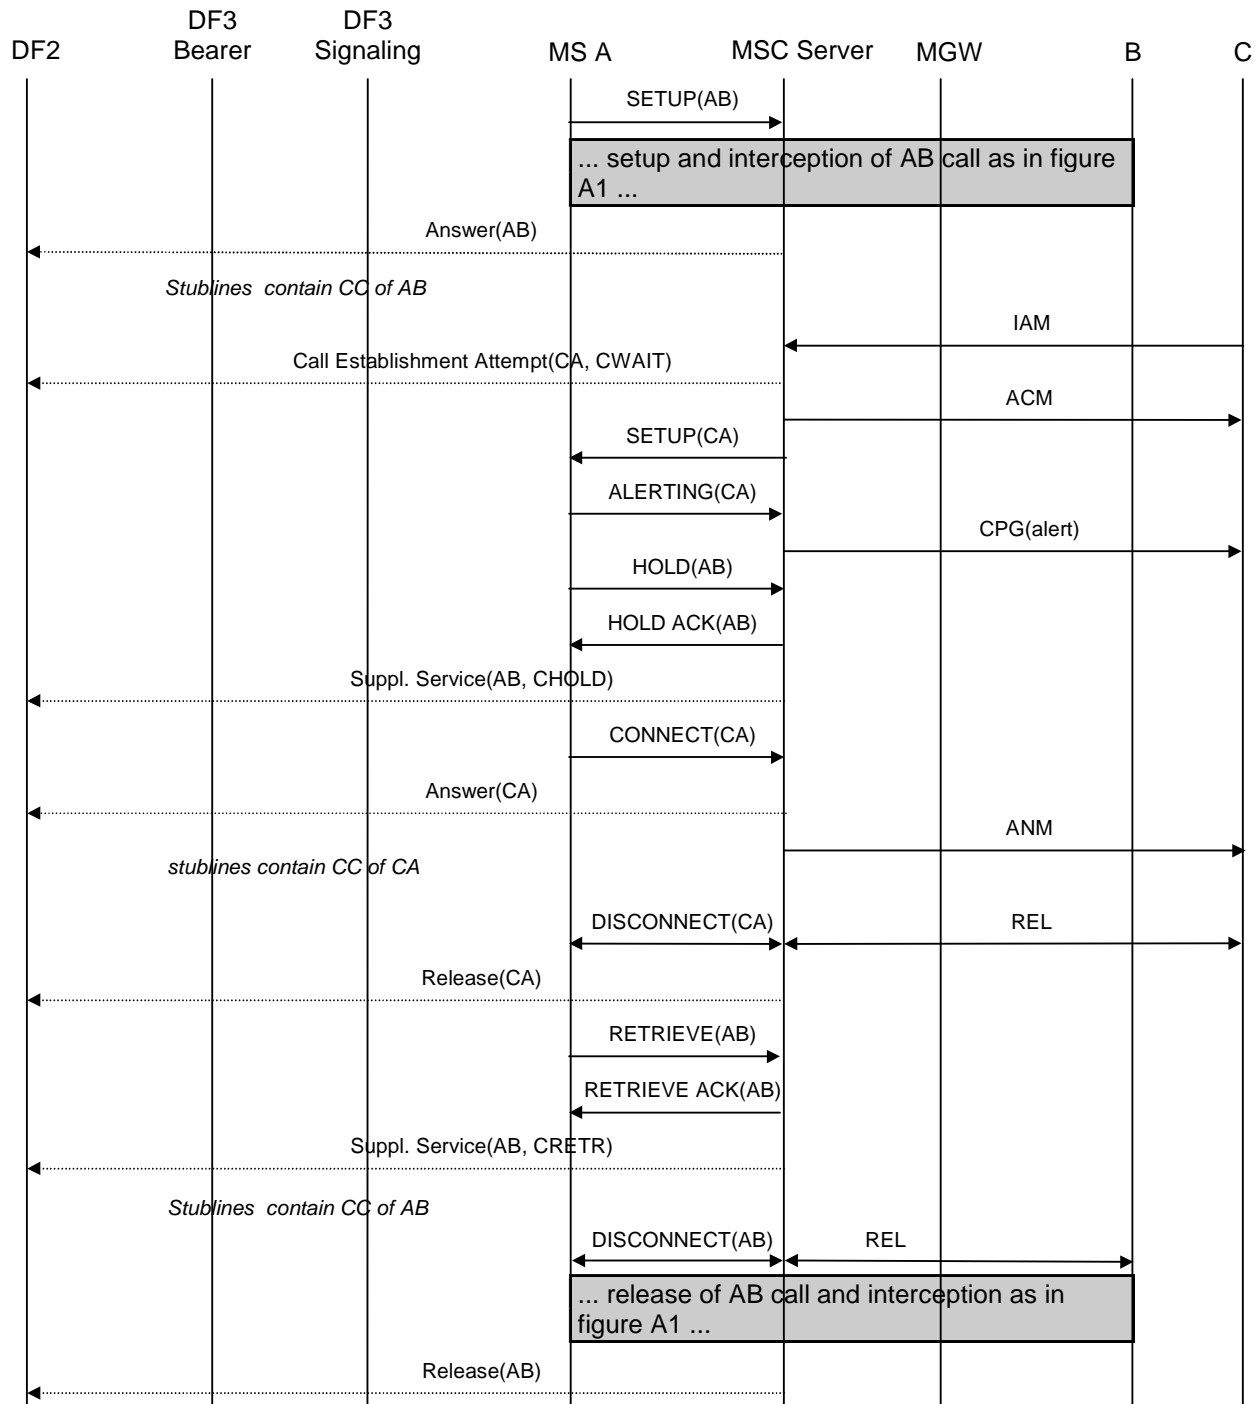 DF2
DF3
Bearer
DF3
Signaling
MS A
MSC Server
MGW
B
C
SETUP(AB)
... setup and interception of AB call as in figure
A1 ...
Answer(AB)
Stublines contain CC of AB
IAM
Call Establishment Attempt(CA, CWAIT)
ACM
SETUP(CA)
ALERTING(CA)
CPG(alert)
HOLD(AB)
HOLD ACK(AB)
Suppl. Service(AB, CHOLD)
CONNECT(CA)
Answer(CA)
ANM
stublines contain CC of CA
DISCONNECT(CA)
REL
Release(CA)
RETRIEVE(AB)
RETRIEVE ACK(AB)
Suppl. Service(AB, CRETR)
Stublines contain CC of AB
DISCONNECT(AB)
REL
... release of AB call and interception as in
figure A1 ...
Release(AB)